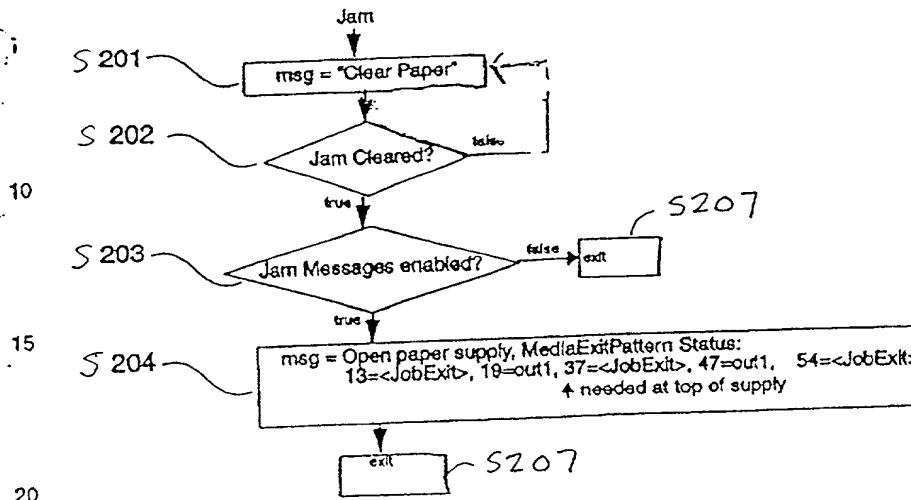 Jam
S 201
msg = "Clear Paper"
S 202
Jam Cleared?
false
10
true
S207
S 203
Jam Messages enabled?
false
exit
true
15
S 204
msg = Open paper supply, MediaExitPattern Status:
13=<JobExit>, 19=out1, 37=<JobExit>, 47=out1, 54=<JobExit>
↑ needed at top of supply
exit
S207
20